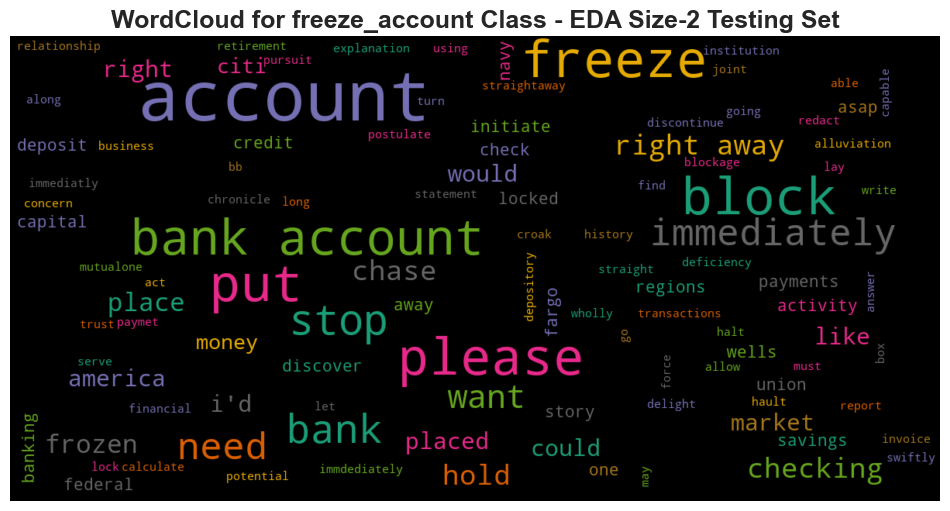 WordCloud for freeze_account Class - EDA Size-2 Testing Set
relationship
retirement
explanation
using
navy
freeze
institution
right
citi
pursuit
joint
account
straightaway
able
capable
along
turn
going
asap
redact
deposit
business
credit
postulate
initiate
discontinue
right away
alluviation
check
bb
would
blockage
lay
immediatly
chronicle
long
statement
locked
find
block
write
concern
capital
bank account
croak
history
immediately
mutualone
act
put
chase
depository
straight
deficiency
regions
payments
answer
place
away
fargo
activity
trust
paymet
stop
wholly
transactions
money
go
halt
like
serve
discover
please
wells
box
america
force
allow
must
union
financial
i'd
let
want
story
delight
hault
report
market
banking
frozen
need
bank
placed
could
savings
invoice
lock
calculate
immdediately
hold
one
checking
swiftly
federal
potential
may